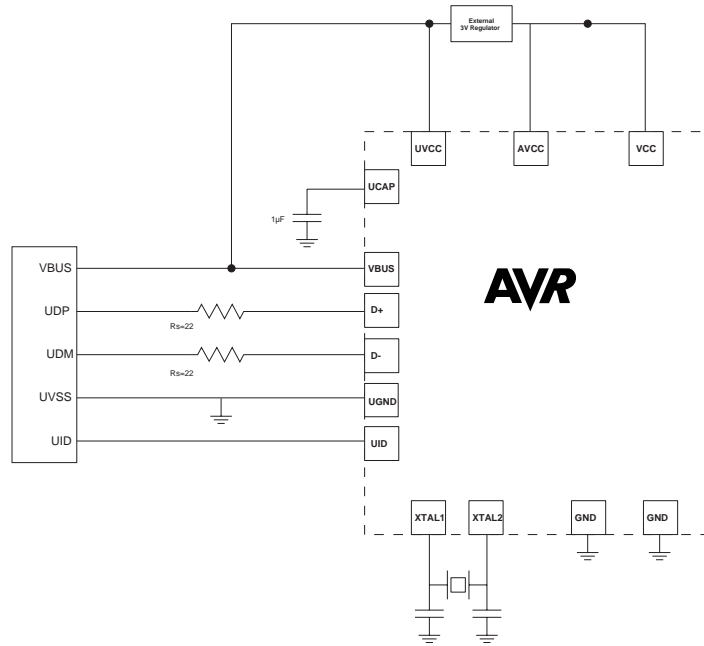 External
3V Regulator
UVCC
AVCC
VCC
UCAP
1µF
VBUS
VBUS
UDP
Rs=22
D+
UDM
Rs=22
D-
UVSS
UGND
UID
UID
AVR
XTAL1
XTAL2
GND
GND